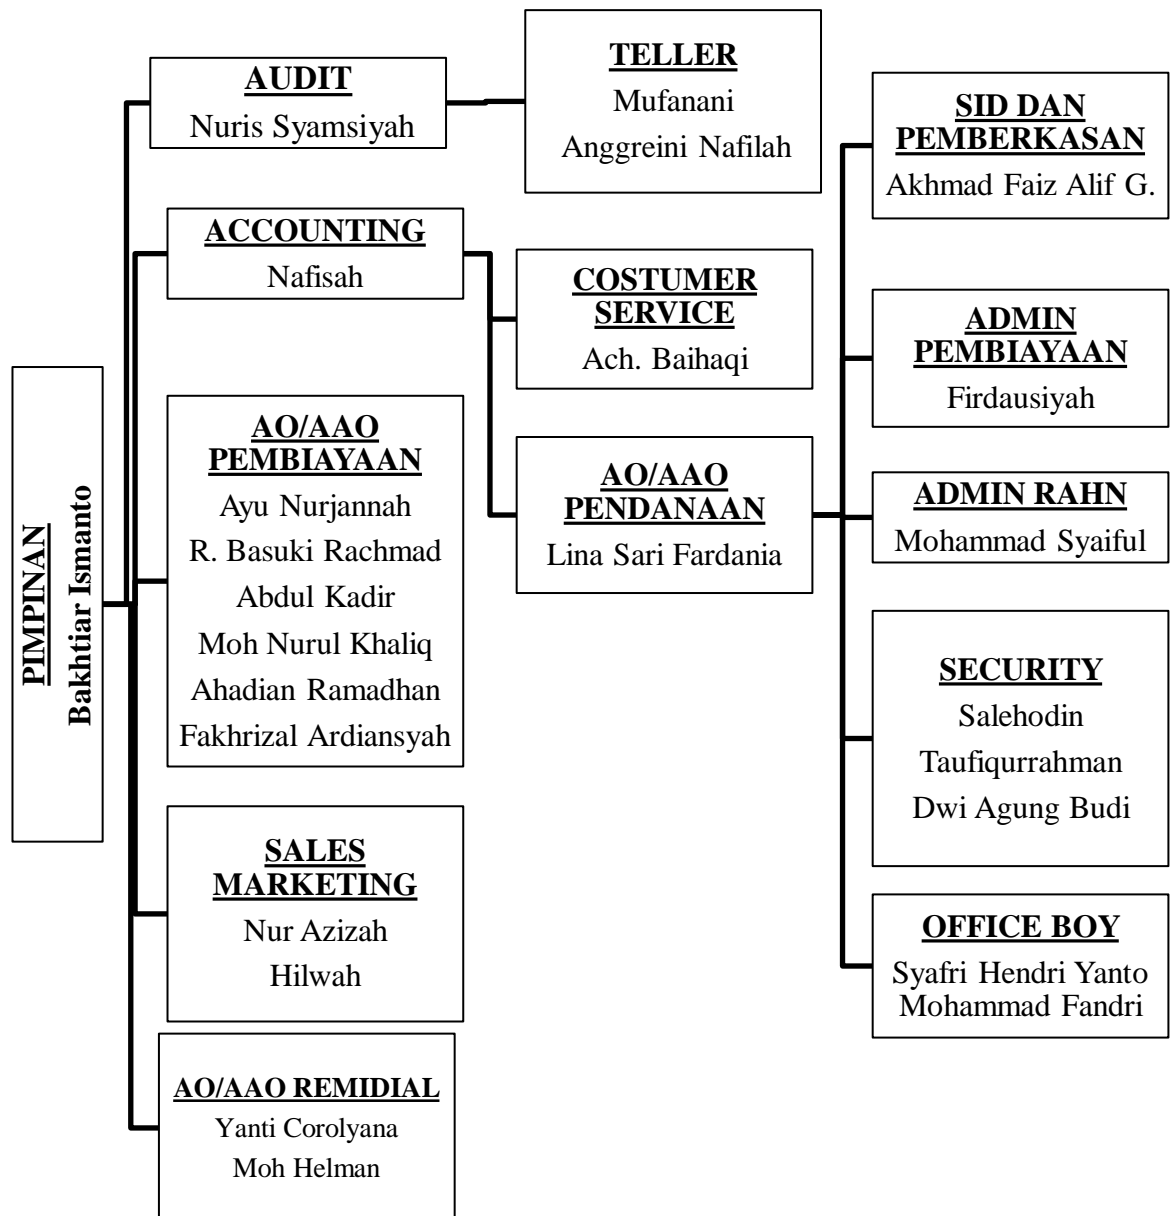 PIMPINAN
Bakhtiar Ismanto
AUDIT
Nuris Syamsiyah
ACCOUNTING
Nafisah
AO/AAO
PEMBIAYAAN
Ayu Nurjannah
R. Basuki Rachmad
Abdul Kadir
Moh Nurul Khaliq
Ahadian Ramadhan
Fakhrizal Ardiansyah
SALES
MARKETING
Nur Azizah
Hilwah
AO/AAO REMIDIAL
Yanti Corolyana
Moh Helman
TELLER
Mufanani
Anggreini Nafilah
COSTUMER
SERVICE
Ach. Baihaqi
AO/AAO
PENDANAAN
Lina Sari Fardania
SID DAN
PEMBERKASAN
Akhmad Faiz Alif G.
ADMIN
PEMBIAYAAN
Firdausiyah
ADMIN RAHN
Mohammad Syaiful
SECURITY
Salehodin
Taufiqurrahman
Dwi Agung Budi
OFFICE BOY
Syafri Hendri Yanto
Mohammad Fandri